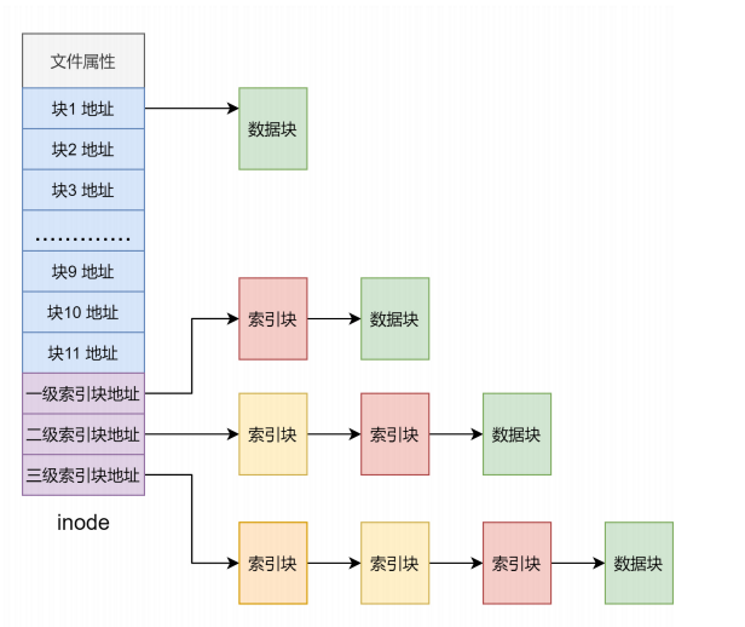 文件属性
块1 地址
数据块
块2 地址
块3 地址
.............
块9 地址
块10 地址
块11 地址
索引块
数据块
一级索引块地址
二级索引块地址
索引块
索引块
数据块
三级索引块地址
inode
索引块
索引块
索引块
数据块